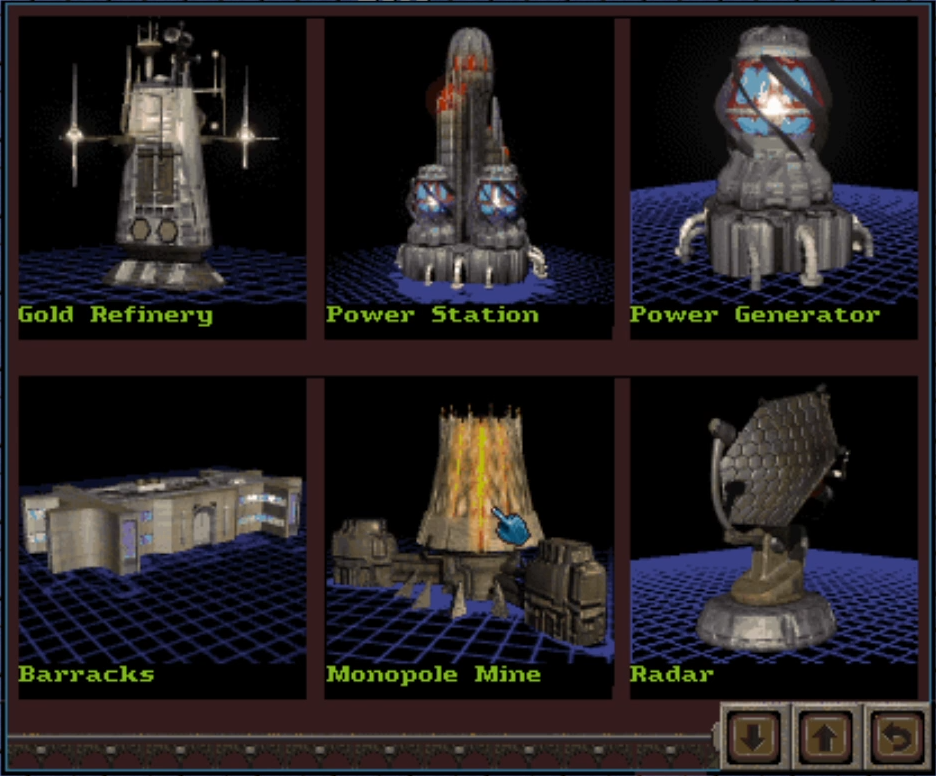 Gold Refinery
Power Station
Power Generator
Barracks
Monopole Mine
Radar